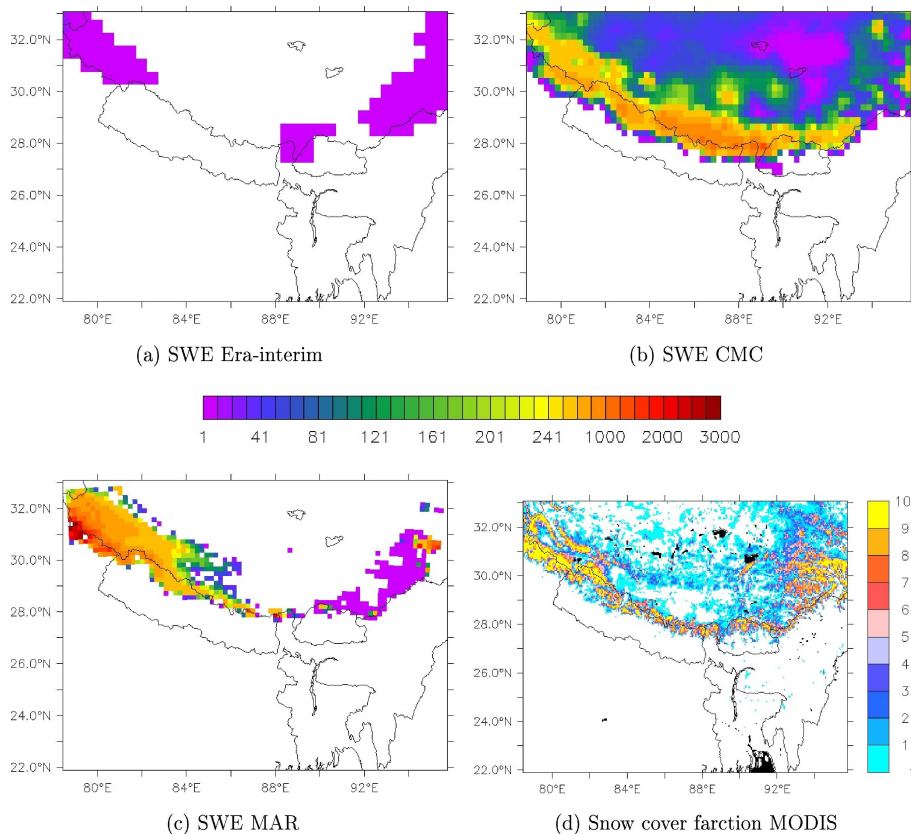 32.0°N
30.0°N
28.0°N
26.0°N
24.0°N
22.0°N
80°E 84°E 88°E 92°E
(a) SWE Era-interim
32.0°N
30.0°N
28.0°N
26.0°N
24.0°N
22.0°N
80°E 84°E 88°E 92°E
(b) SWE CMC
1 41 81 121 161 201 241 1000 2000 3000
32.0°N
30.0°N
28.0°N
26.0°N
24.0°N
22.0°N
80°E 84°E 88°E 92°E
(c) SWE MAR
32.0°N
30.0°N
28.0°N
26.0°N
24.0°N
22.0°N
80°E 84°E 88°E 92°E
10
9
8
7
6
5
4
3
2
1
(d) Snow cover farction MODIS